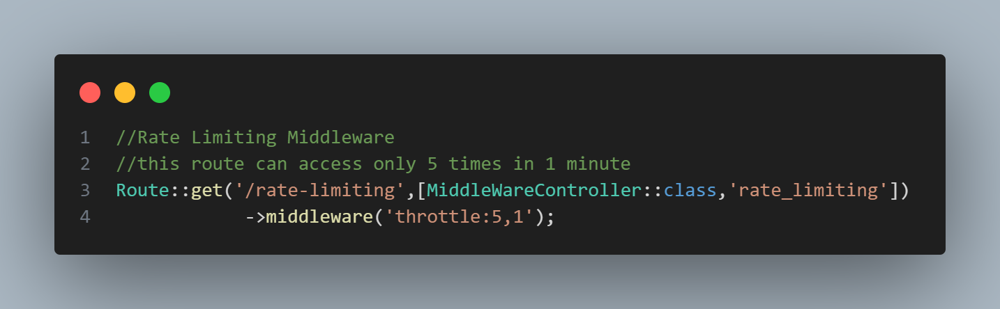 1 //Rate Limiting Middleware
2 //this route can access only 5 times in 1 minute
3 Route::get('/rate-limiting',[MiddleWareController::class,'rate_limiting'])
4             ->middleware('throttle:5,1');